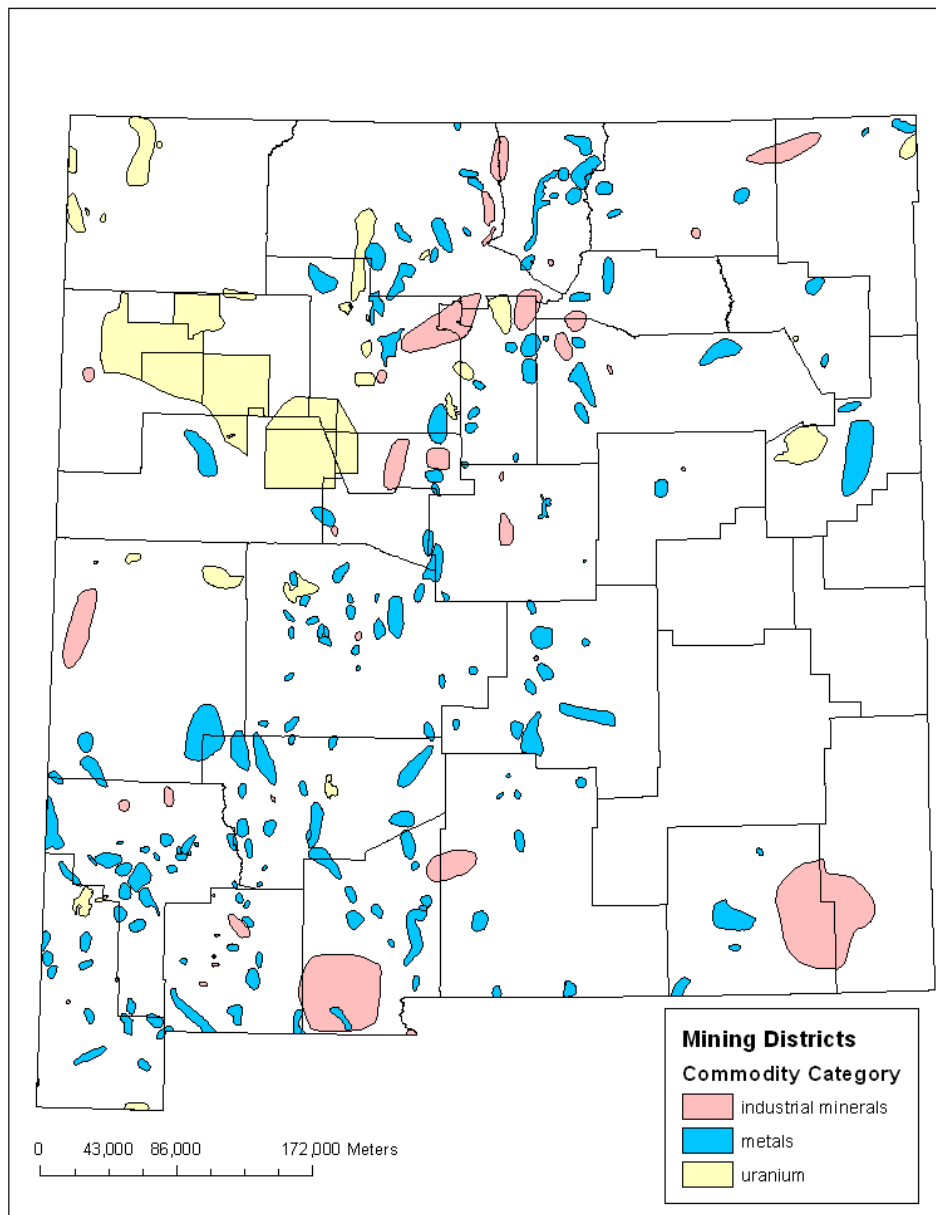 Mining Districts
Commodity Category
industrial minerals
metals
uranium
0 43,000 86,000 172,000 Meters